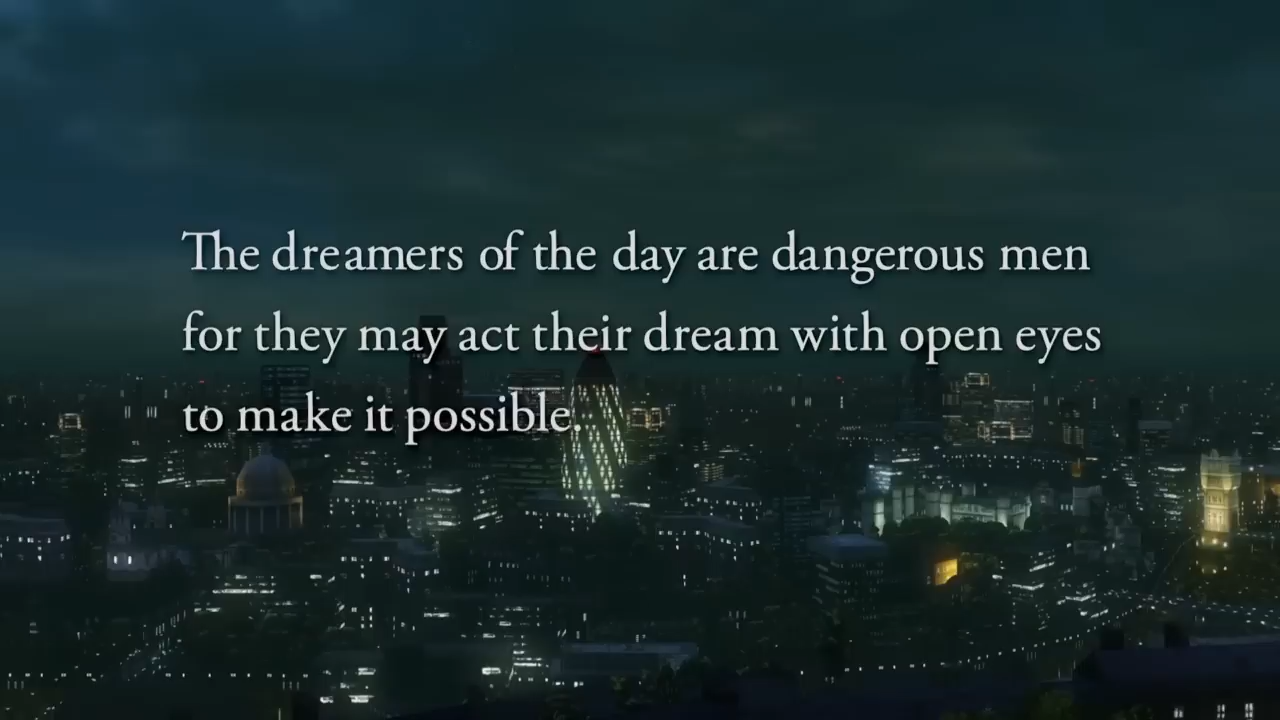 The dreamers of the day are dangerous men
for they may act their dream with open eyes
to make it possible.